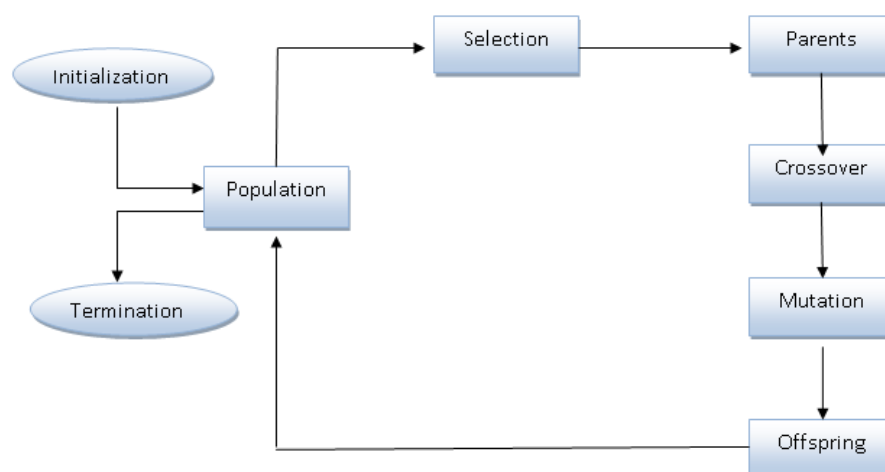 Selection
Parents
Initialization
Crossover
Population
Mutation
Termination
Offspring